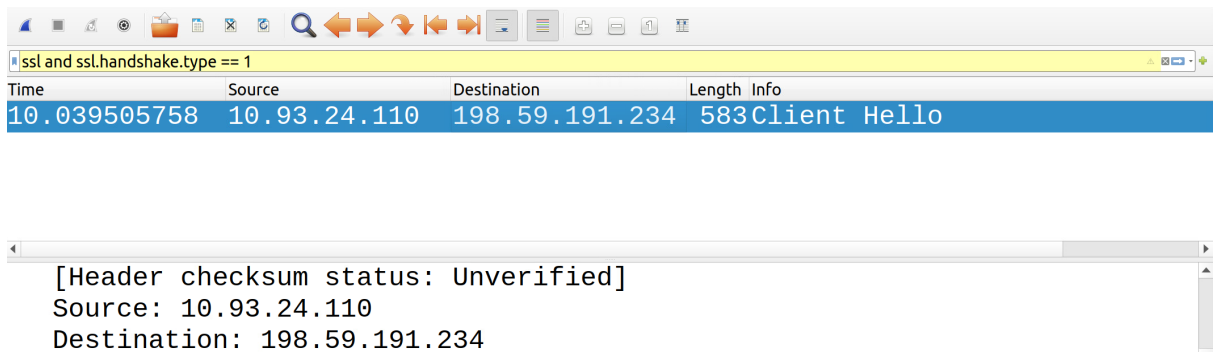 ssl and ssl.handshake.type == 1
Time Source Destination Length Info
10.039505758 10.93.24.110 198.59.191.234 583 Client Hello
[Header checksum status: Unverified]
Source: 10.93.24.110
Destination: 198.59.191.234